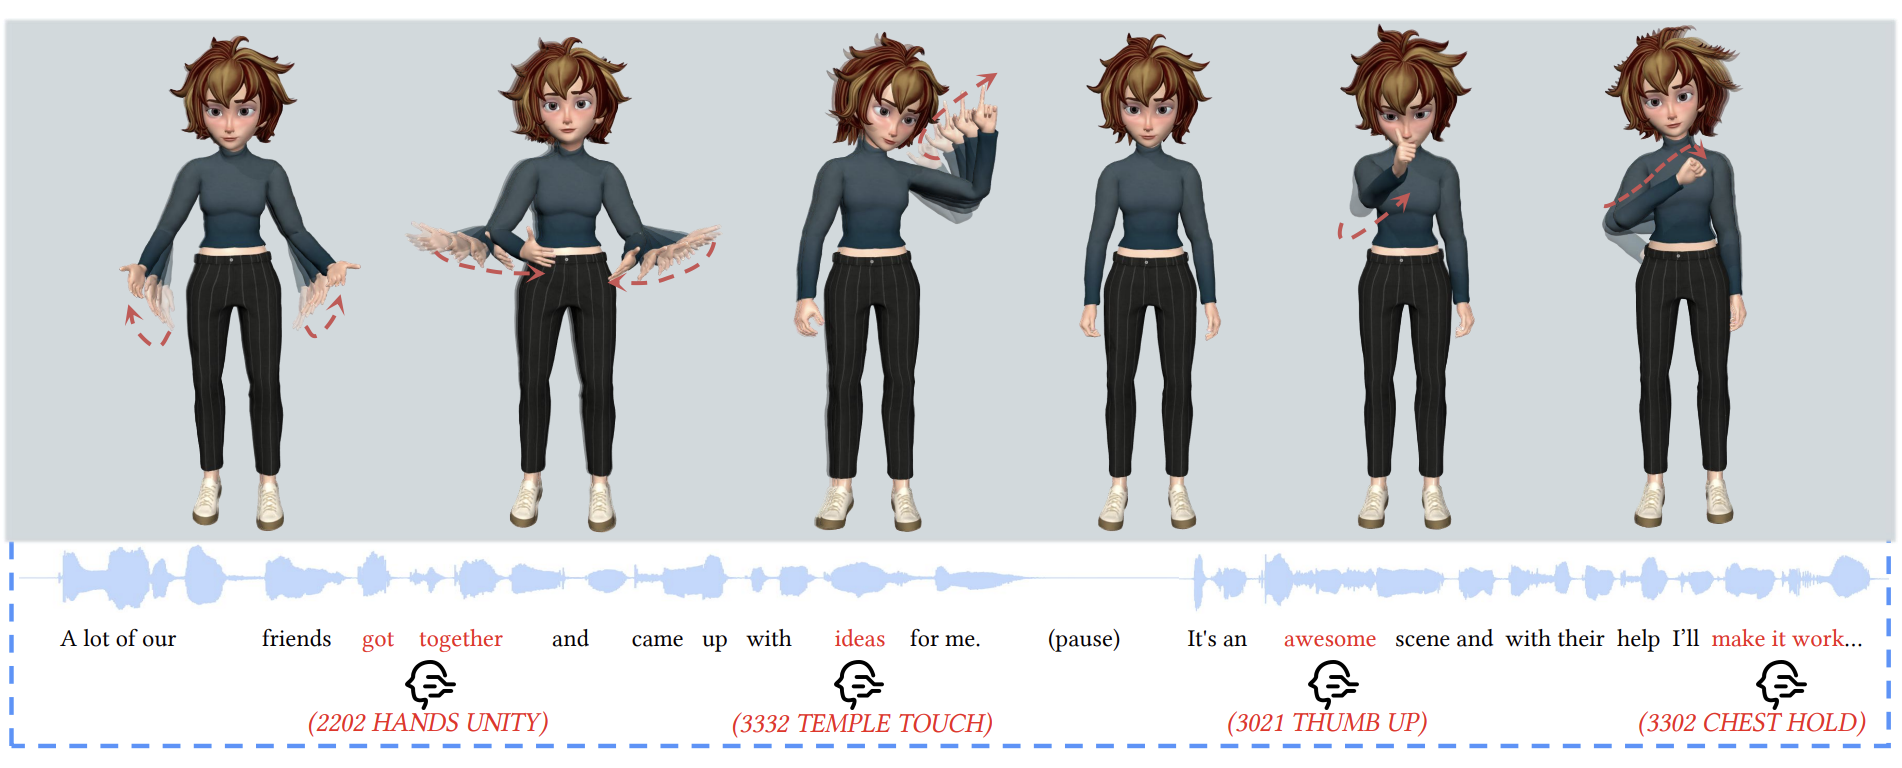 A lot of our friends got together and came up with ideas for me. (pause) It's an awesome scene and with their help I'll make it work...
(2202 HANDS UNITY) (3332 TEMPLE TOUCH) (3021 THUMB UP) (3302 CHEST HOLD)